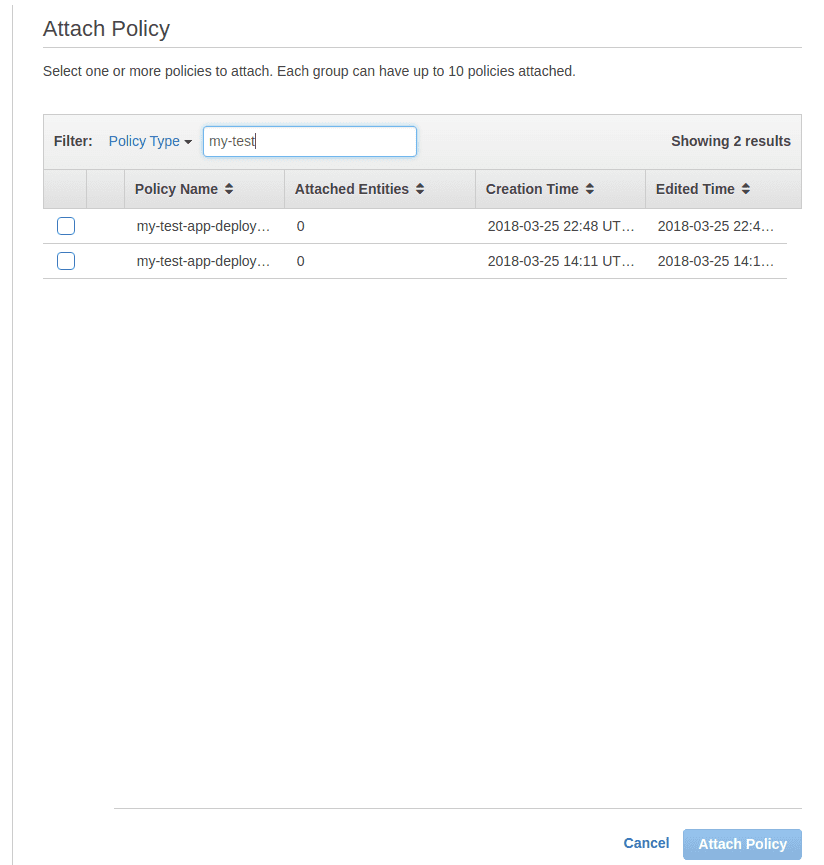 Attach Policy
Select one or more policies to attach. Each group can have up to 10 policies attached.
Filter: Policy Type my-test Showing 2 results
Policy Name Attached Entities Creation Time Edited Time
my-test-app-deploy… 0 2018-03-25 22:48 UT… 2018-03-25 22:4…
my-test-app-deploy… 0 2018-03-25 14:11 UT… 2018-03-25 14:1…
Cancel Attach Policy